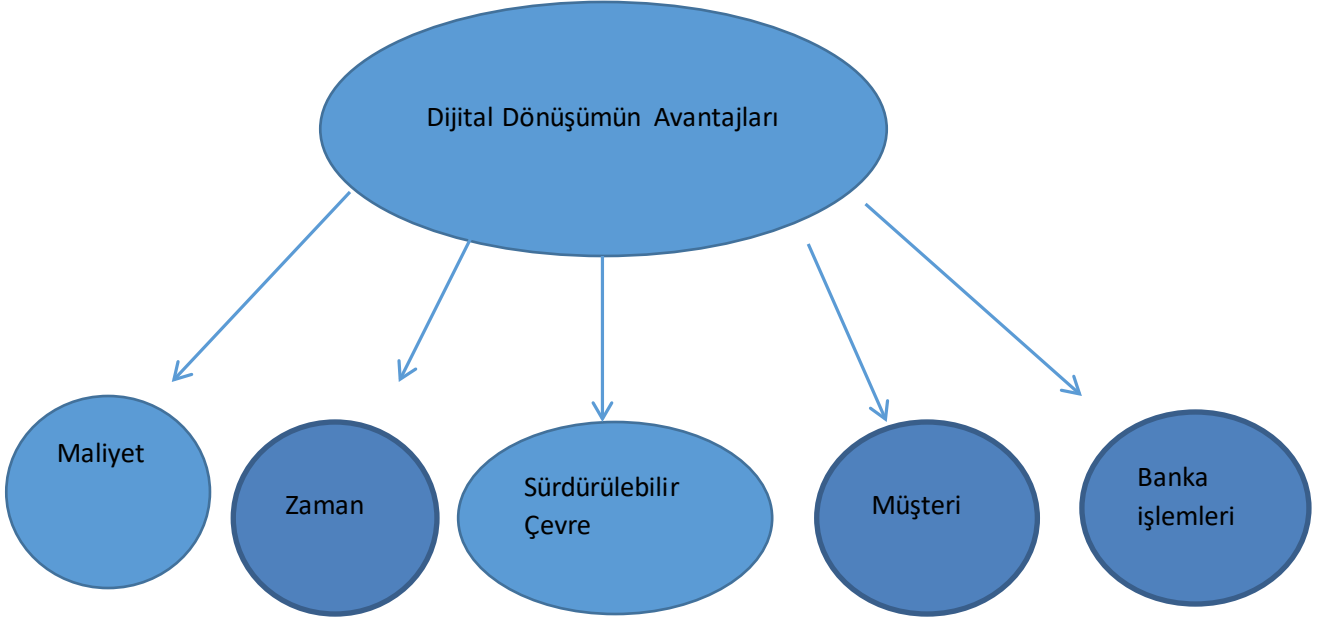 Dijital Dönüşümün Avantajları
Maliyet
Zaman
Sürdürülebilir
Çevre
Müşteri
Banka
işlemleri